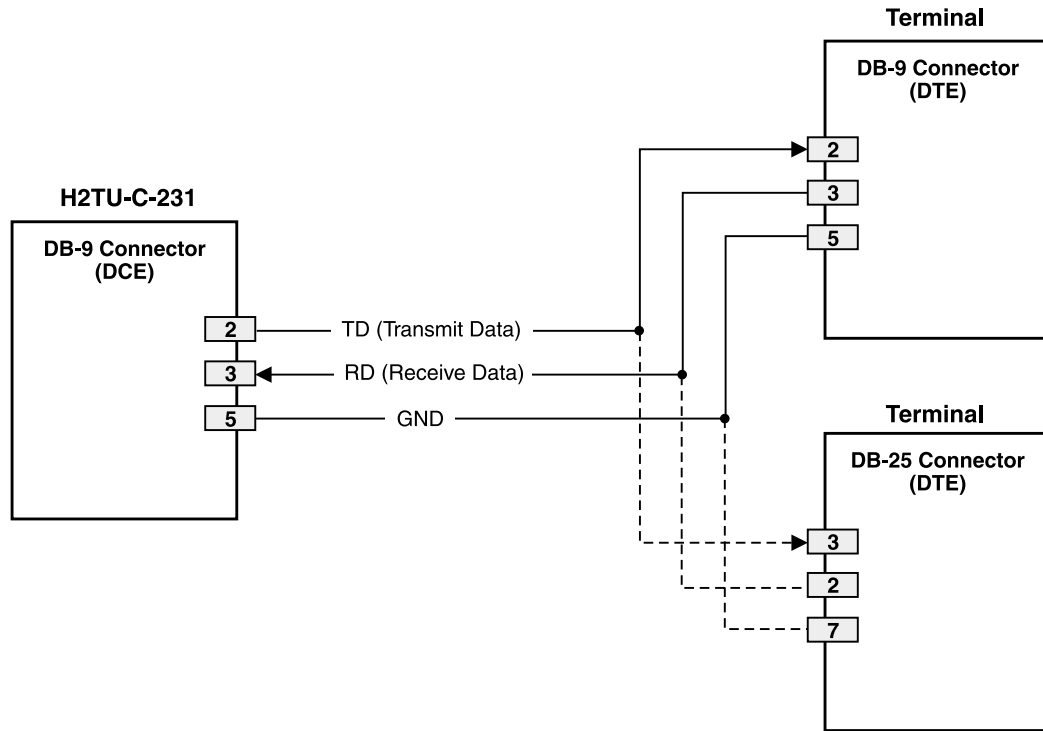 H2TU-C-231
DB-9 Connector
(DCE)
2
TD (Transmit Data)
3
RD (Receive Data)
5
GND
Terminal
DB-9 Connector
(DTE)
2
3
5
Terminal
DB-25 Connector
(DTE)
3
2
7